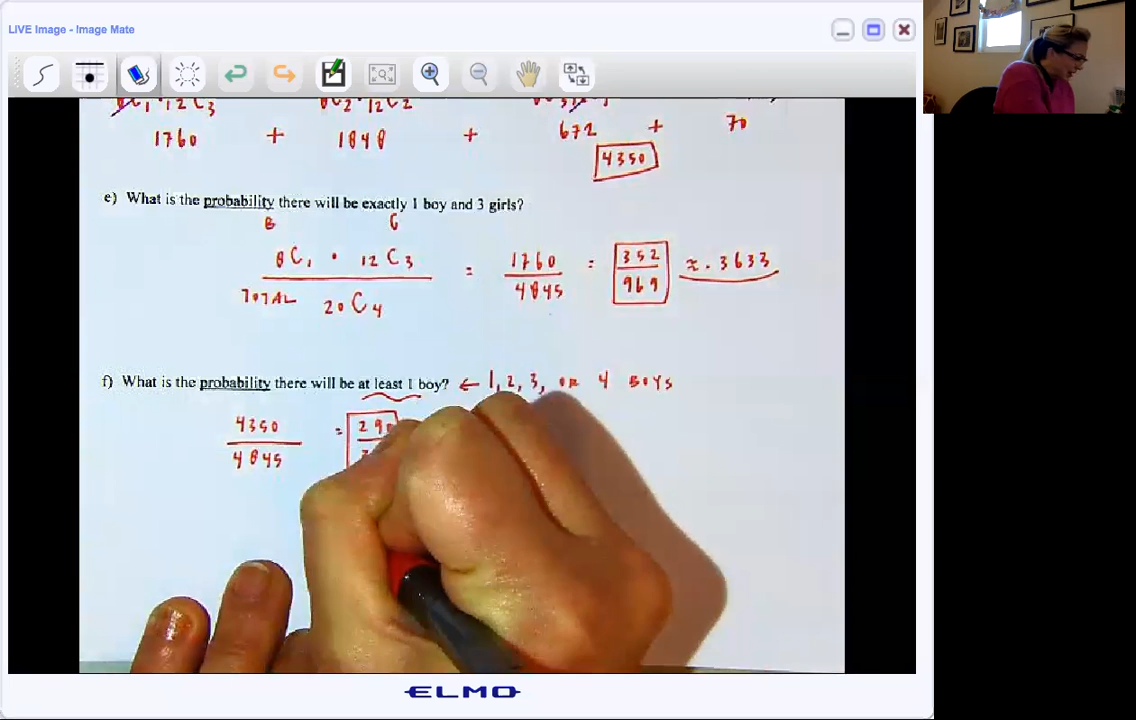 LIVE Image - Image Mate
1760 + 1848 + 672 + 70
4350
e) What is the probability there will be exactly 1 boy and 3 girls?
B G
8C1 · 12C3 = 1760 = 352 ≈ .3633
TOTAL 20C4 4845 969
f) What is the probability there will be at least 1 boy? ← 1, 2, 3, OR 4 BOYS
4350 = 290
4845
ELMO